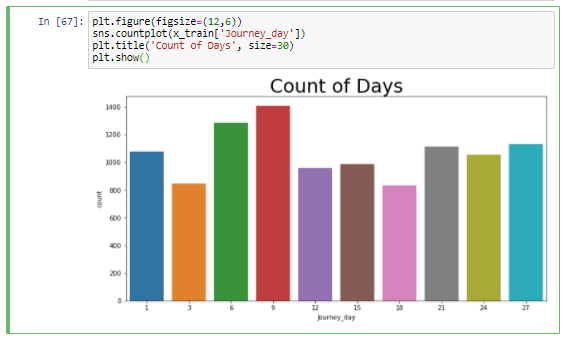 In [67]: plt.figure(figsize=(12,6))
sns.countplot(x_train['Journey_day'])
plt.title('Count of Days', size=30)
plt.show()
Count of Days
1400
1200
1000
800
600
400
200
0
count
1 3 6 9 12 15 18 21 24 27
Journey_day